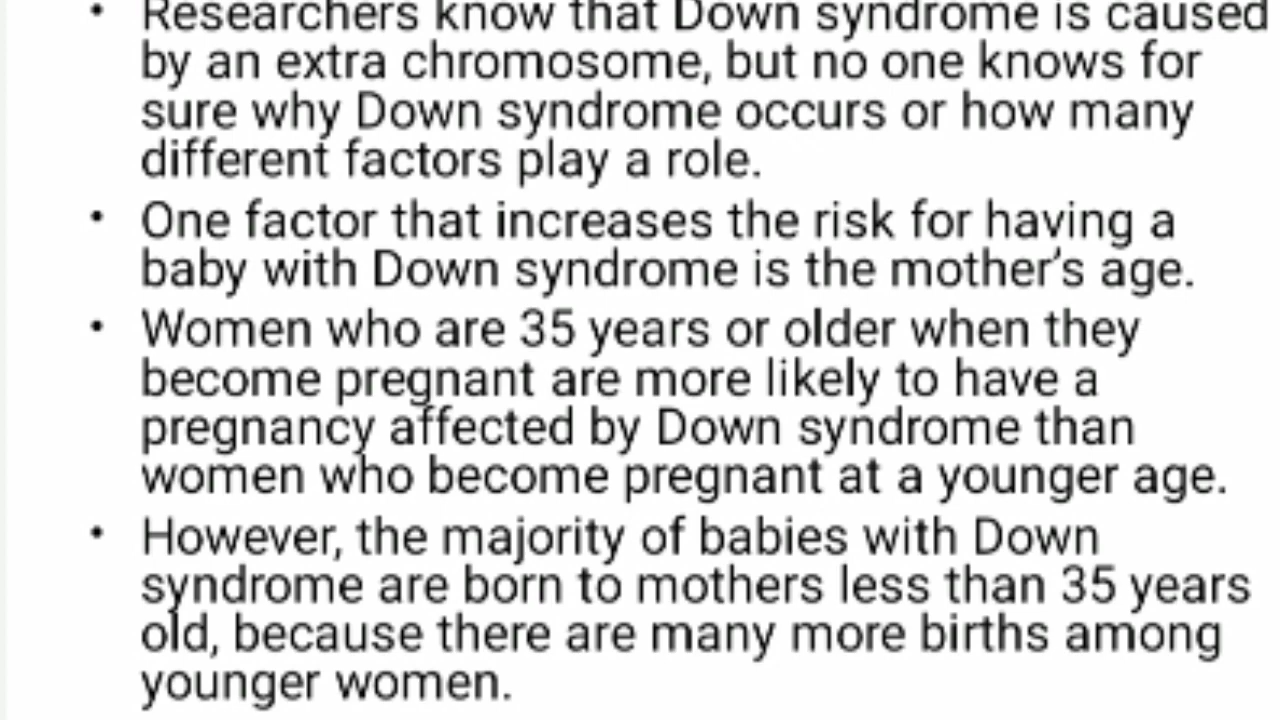 • Researchers know that Down syndrome is caused
by an extra chromosome, but no one knows for
sure why Down syndrome occurs or how many
different factors play a role.
• One factor that increases the risk for having a
baby with Down syndrome is the mother's age.
• Women who are 35 years or older when they
become pregnant are more likely to have a
pregnancy affected by Down syndrome than
women who become pregnant at a younger age.
• However, the majority of babies with Down
syndrome are born to mothers less than 35 years
old, because there are many more births among
younger women.